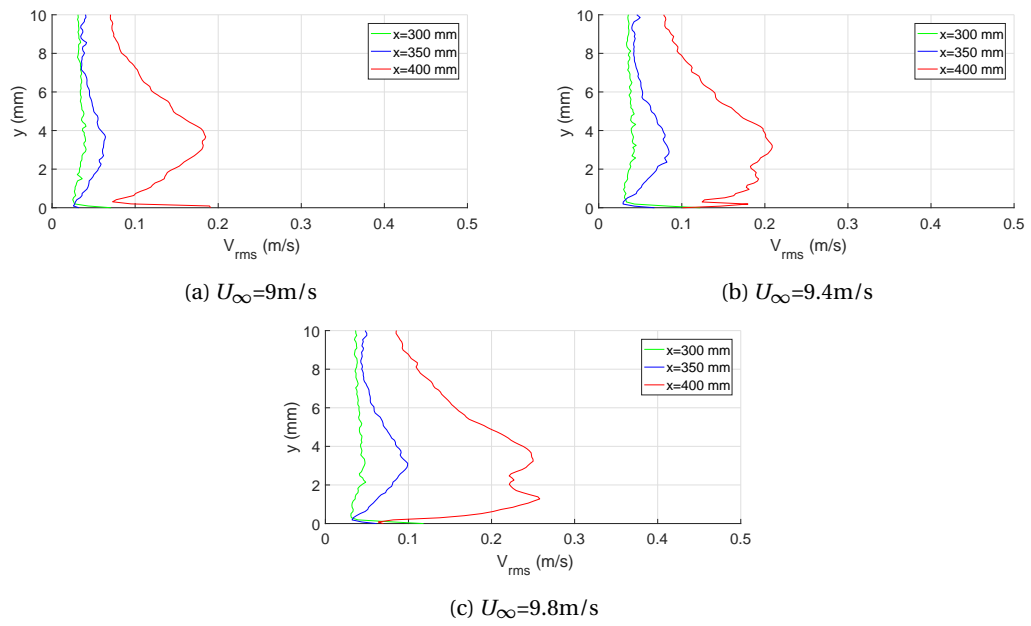 10
8
6
4
2
0
y (mm)
0 0.1 0.2 0.3 0.4 0.5
V_rms (m/s)
x=300 mm
x=350 mm
x=400 mm
(a) U_∞=9m/s
10
8
6
4
2
0
y (mm)
0 0.1 0.2 0.3 0.4 0.5
V_rms (m/s)
x=300 mm
x=350 mm
x=400 mm
(b) U_∞=9.4m/s
10
8
6
4
2
0
y (mm)
0 0.1 0.2 0.3 0.4 0.5
V_rms (m/s)
x=300 mm
x=350 mm
x=400 mm
(c) U_∞=9.8m/s